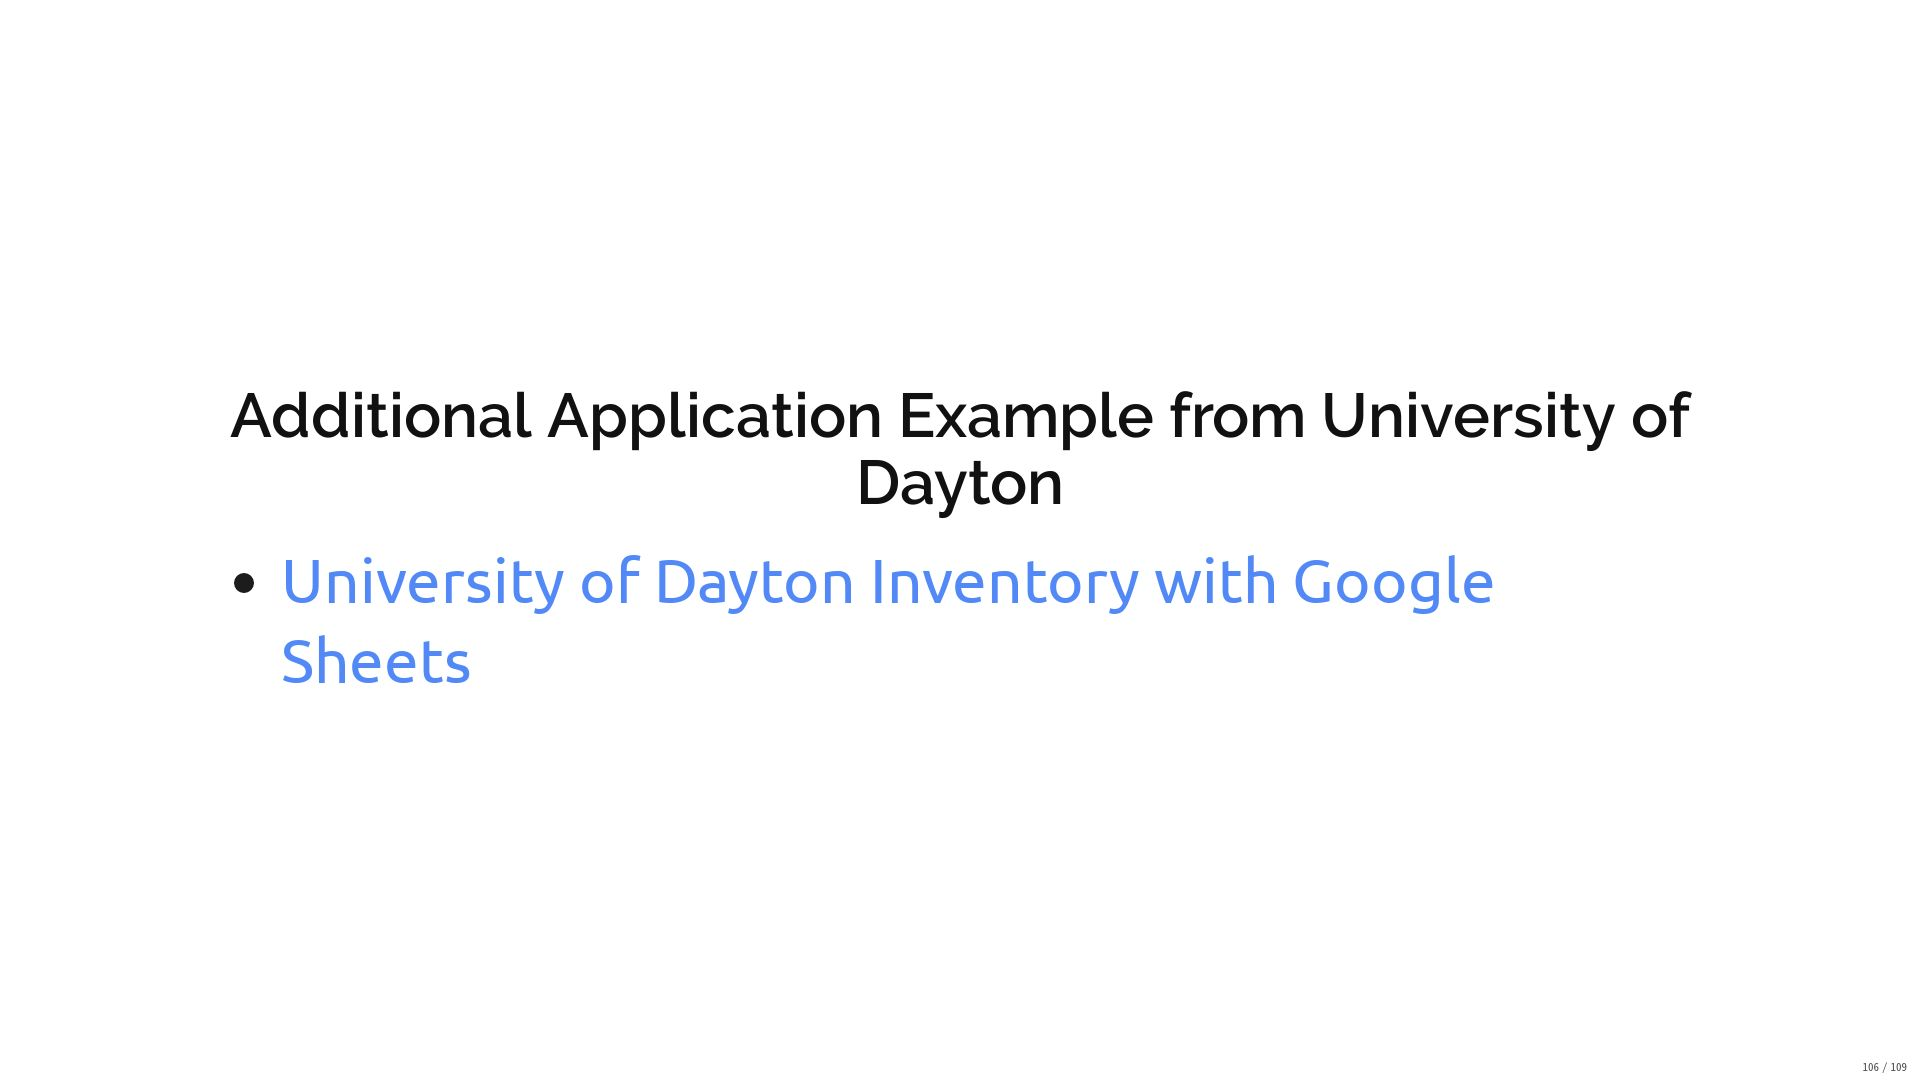 Additional Application Example from University of
Dayton
• University of Dayton Inventory with Google
Sheets
106 / 109